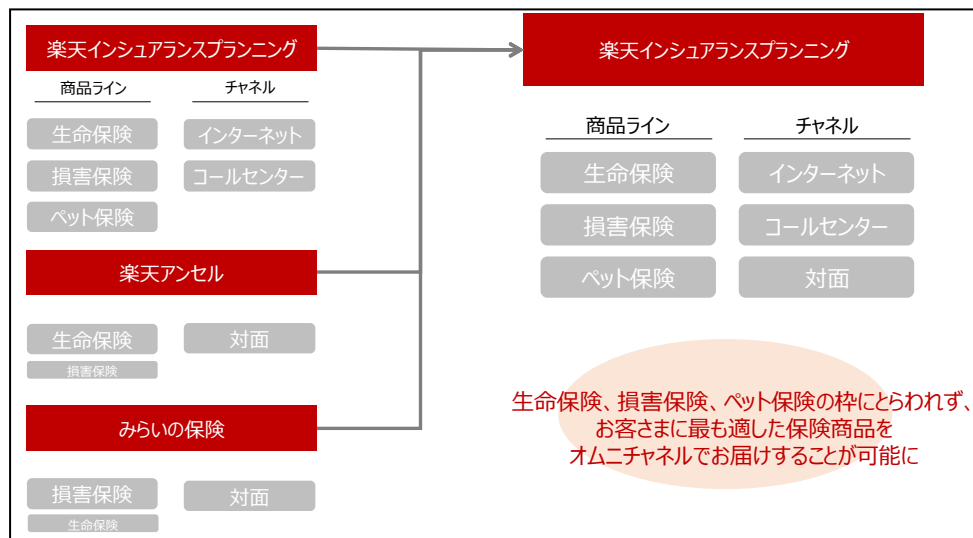 楽天インシュアランスプランニング
商品ライン
チャネル
生命保険
インターネット
損害保険
コールセンター
ペット保険
楽天アンセル
生命保険
対面
損害保険
みらいの保険
損害保険
対面
生命保険
楽天インシュアランスプランニング
商品ライン
チャネル
生命保険
インターネット
損害保険
コールセンター
ペット保険
対面
生命保険、損害保険、ペット保険の枠にとらわれず、
お客さまに最も適した保険商品を
オムニチャネルでお届けすることが可能に